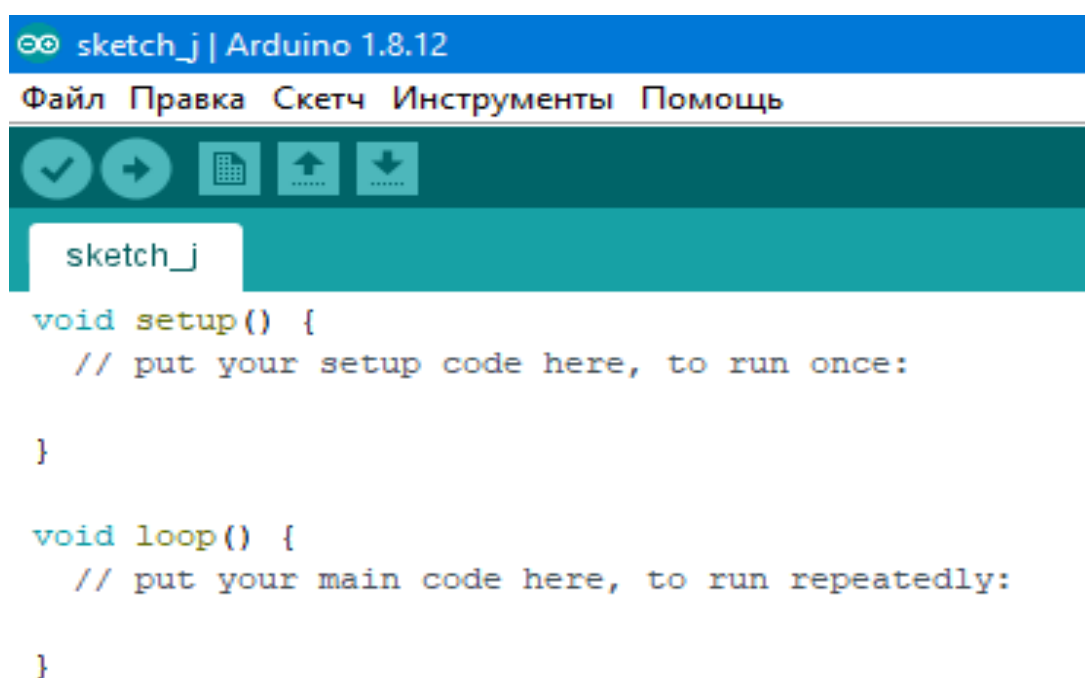 sketch_j | Arduino 1.8.12
Файл Правка Скетч Инструменты Помощь
sketch_j
void setup() {
  // put your setup code here, to run once:
}
void loop() {
  // put your main code here, to run repeatedly:
}